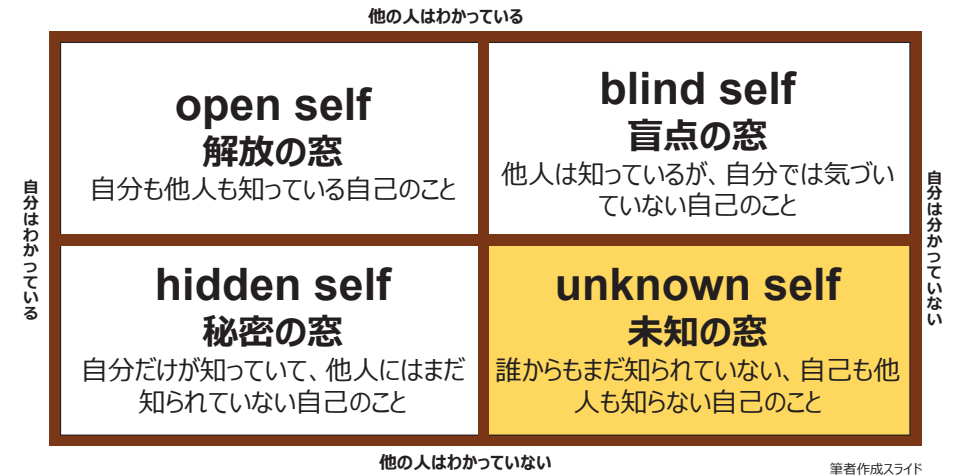 他の人はわかっている
open self
解放の窓
自分も他人も知っている自己のこと
blind self
盲点の窓
他人は知っているが、自分では気づい
ていない自己のこと
自分はわかっている
自分は分かっていない
hidden self
秘密の窓
自分だけが知っていて、他人にはまだ
知られていない自己のこと
unknown self
未知の窓
誰からもまだ知られていない、自己も他
人も知らない自己のこと
他の人はわかっていない
筆者作成スライド